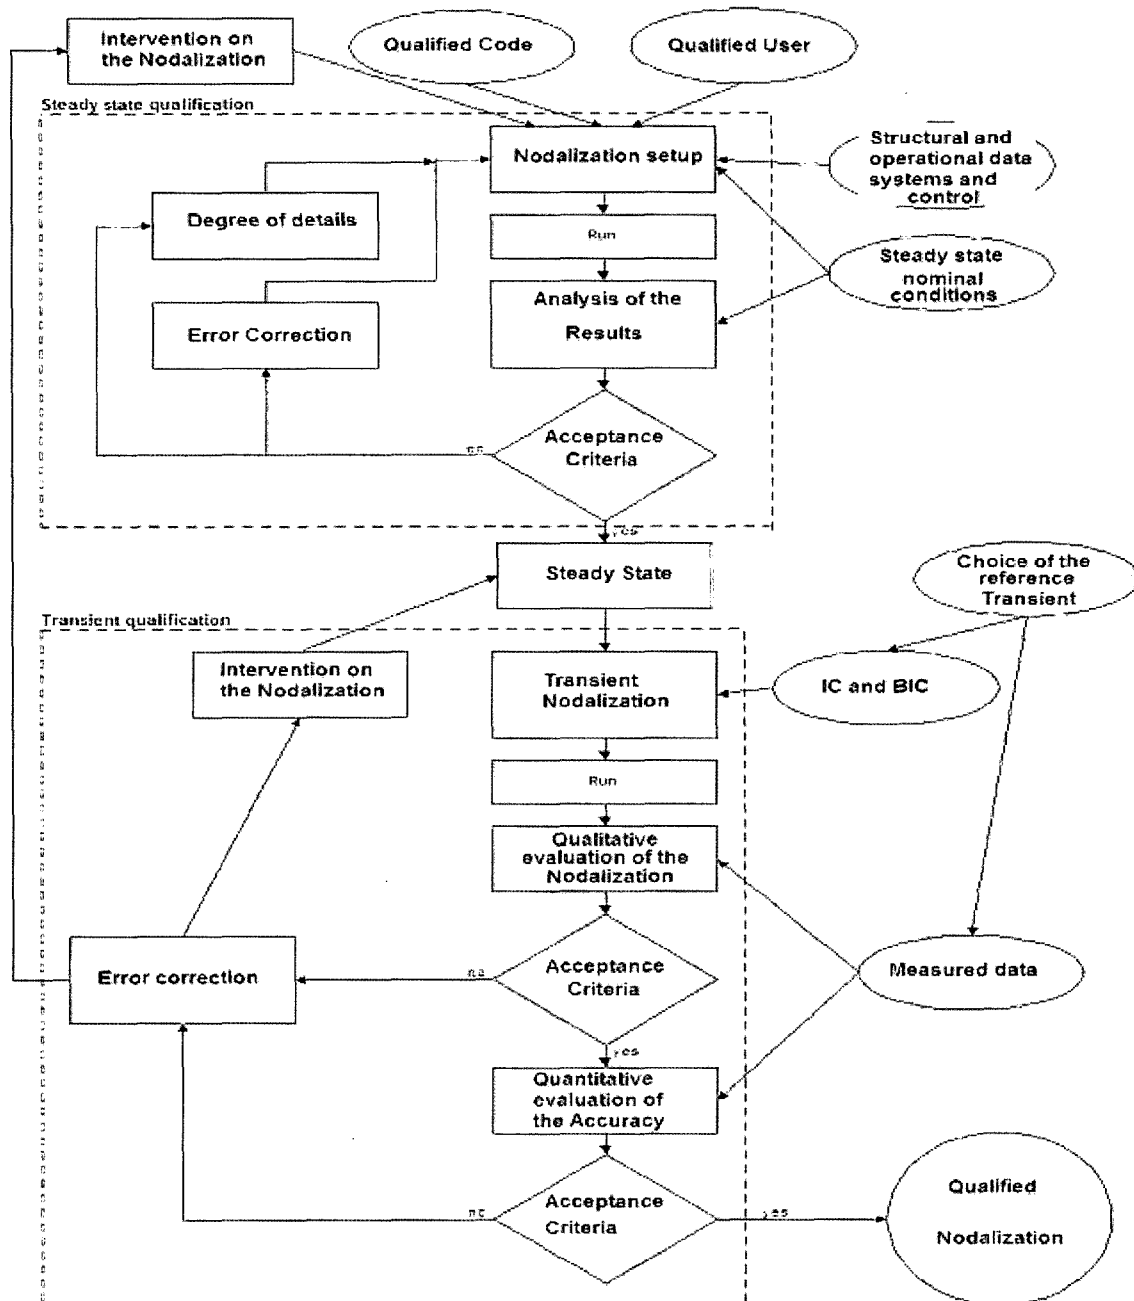 Intervention on
the Nodalization
Qualified Code
Qualified User
Steady state qualification
Nodalization setup
Structural and
operational data
systems and
control
Degree of details
Run
Steady state
nominal
conditions
Analysis of the
Results
Error Correction
Acceptance
Criteria
no
yes
Steady State
Choice of the
reference
Transient
Transient qualification
Intervention on
the Nodalization
Transient
Nodalization
IC and BIC
Run
Qualitative
evaluation of the
Nodalization
Error correction
no
Acceptance
Criteria
Measured data
yes
Quantitative
evaluation of
the Accuracy
no
Acceptance
Criteria
yes
Qualified
Nodalization